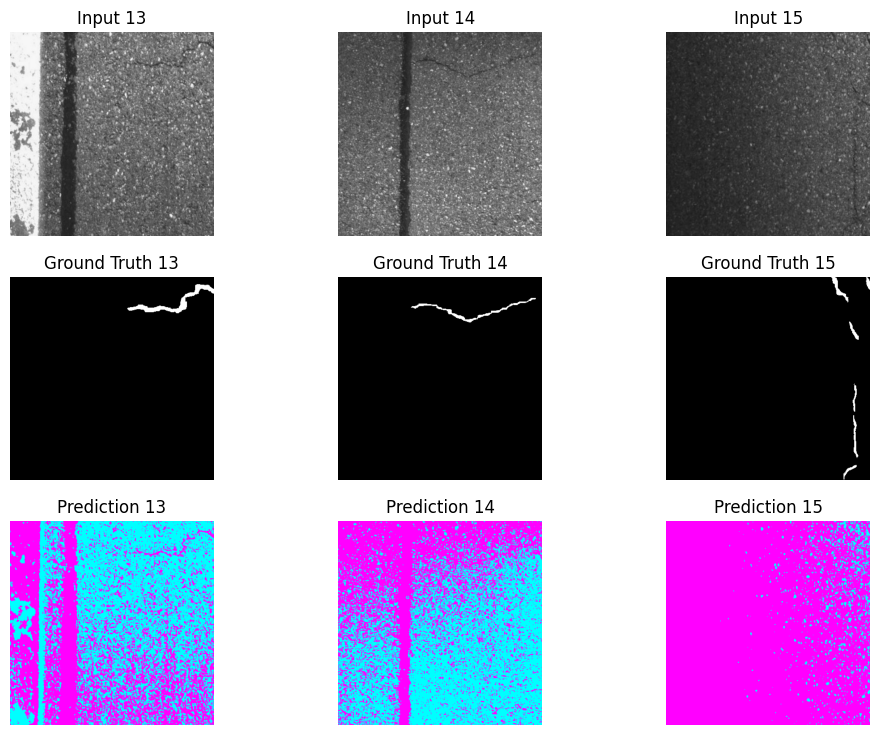 Input 13
Input 14
Input 15
Ground Truth 13
Ground Truth 14
Ground Truth 15
Prediction 13
Prediction 14
Prediction 15